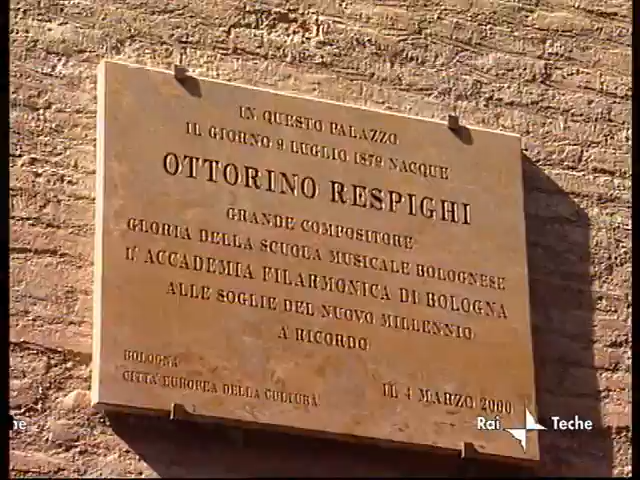 IN QUESTO PALAZZO
IL GIORNO 9 LUGLIO 1879 NACQUE
OTTORINO RESPIGHI
GRANDE COMPOSITORE
GLORIA DELLA SCUOLA MUSICALE BOLOGNESE
L'ACCADEMIA FILARMONICA DI BOLOGNA
ALLE SOGLIE DEL NUOVO MILLENNIO
A RICORDO
BOLOGNA
CITTÀ EUROPEA DELLA CULTURA
IL 4 MARZO 2000
Rai Teche
he